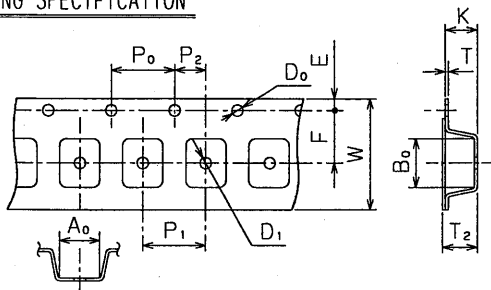 NG SPECIFICATION
P₀ P₂ E K
D₀ T
F W B₀
P₁ D₁ T₂
A₀